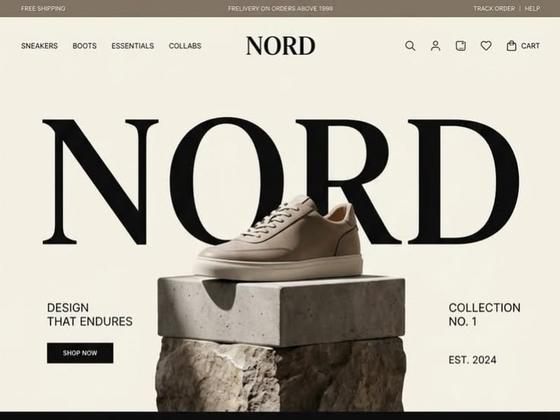 FREE SHIPPING
FRELIVERY ON ORDERS ABOVE 1999
TRACK ORDER | HELP
SNEAKERS BOOTS ESSENTIALS COLLABS
NORD
CART
NORD
DESIGN
THAT ENDURES
SHOP NOW
COLLECTION
NO. 1
EST. 2024